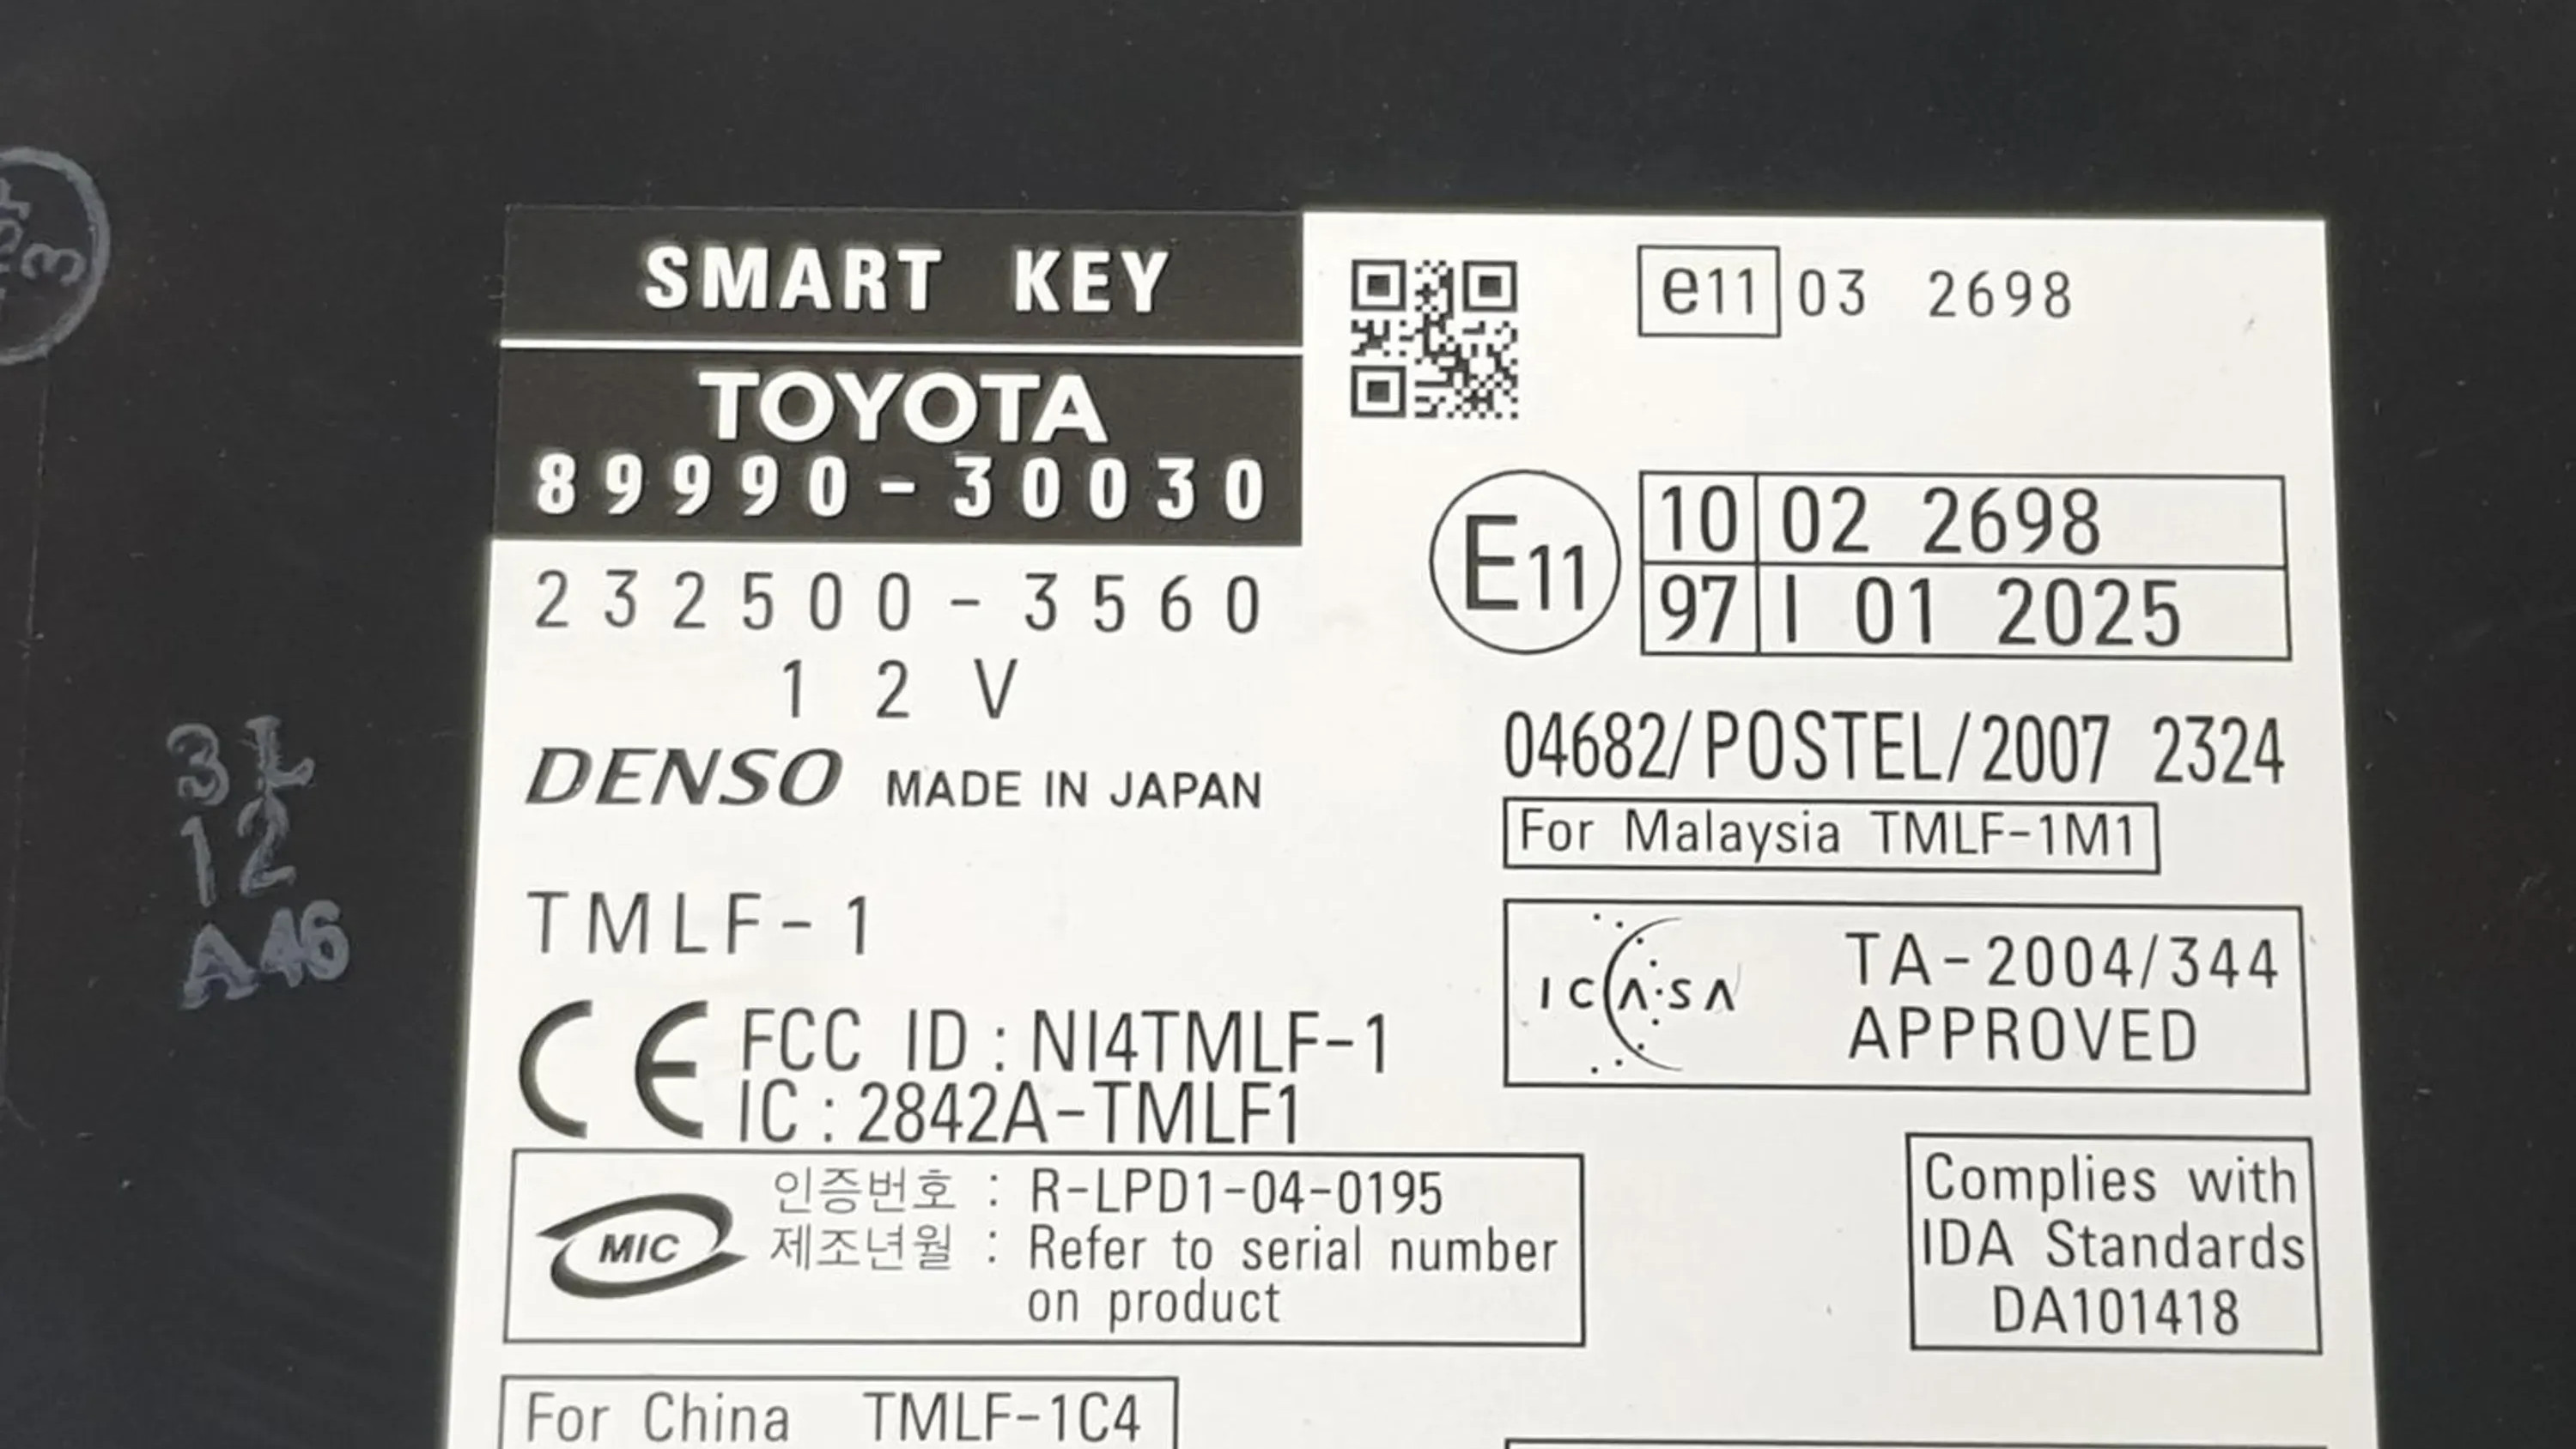 SMART KEY
TOYOTA
89990-30030
232500-3560
12V
DENSO MADE IN JAPAN
TMLF-1
CE FCC ID : NI4TMLF-1
IC : 2842A-TMLF1
MIC
인증번호 : R-LPD1-04-0195
제조년월 : Refer to serial number
on product
For China TMLF-1C4
e11 03 2698
E11
10 02 2698
97 I 01 2025
04682/POSTEL/2007 2324
For Malaysia TMLF-1M1
ICASA
TA-2004/344
APPROVED
Complies with
IDA Standards
DA101418
3L
12
A46
3